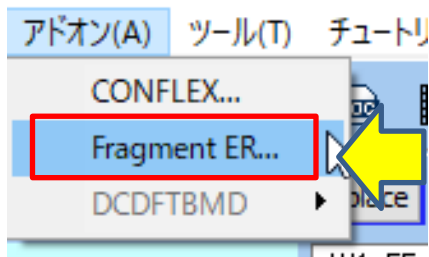 アドオン(A) ツール(T) チュートリ
CONFLEX...
Fragment ER...
DCDFTBMD
place